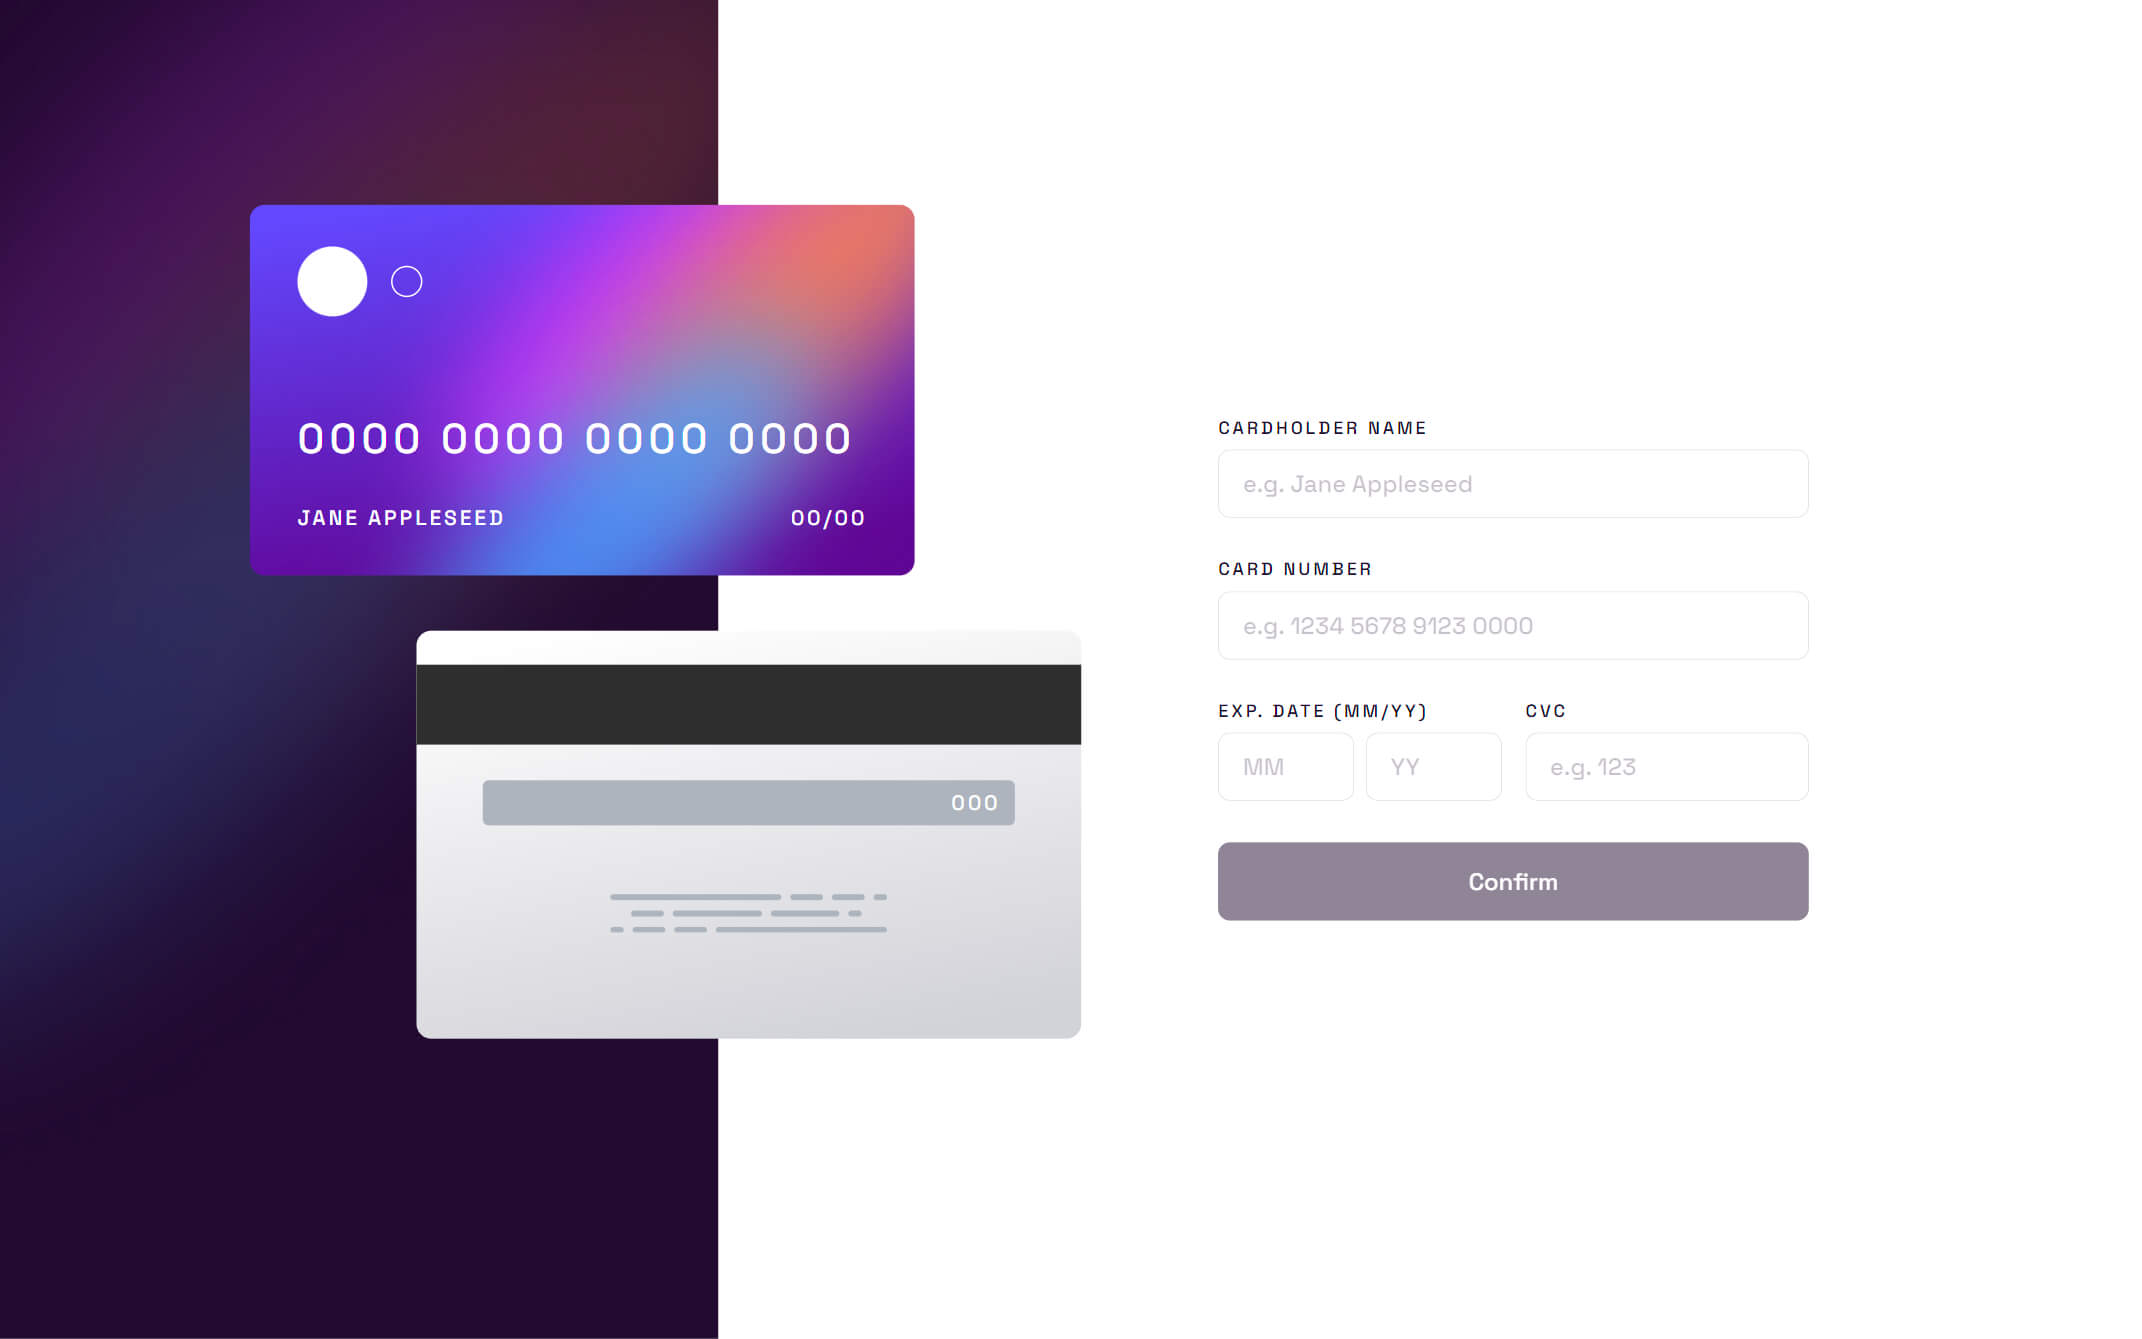 0000 0000 0000 0000
JANE APPLESEED 00/00
000
CARDHOLDER NAME
e.g. Jane Appleseed
CARD NUMBER
e.g. 1234 5678 9123 0000
EXP. DATE (MM/YY) CVC
MM YY e.g. 123
Confirm